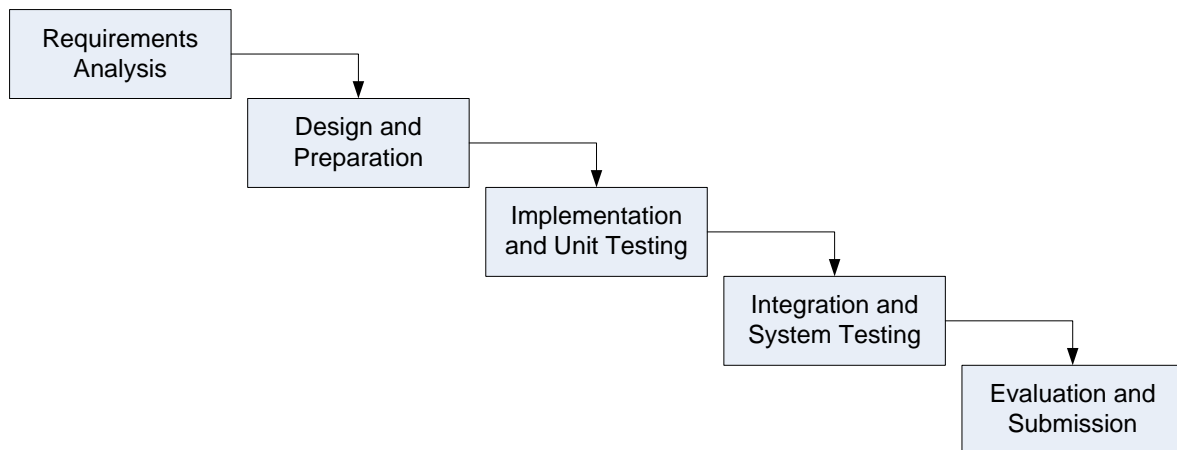 Requirements
Analysis
Design and
Preparation
Implementation
and Unit Testing
Integration and
System Testing
Evaluation and
Submission